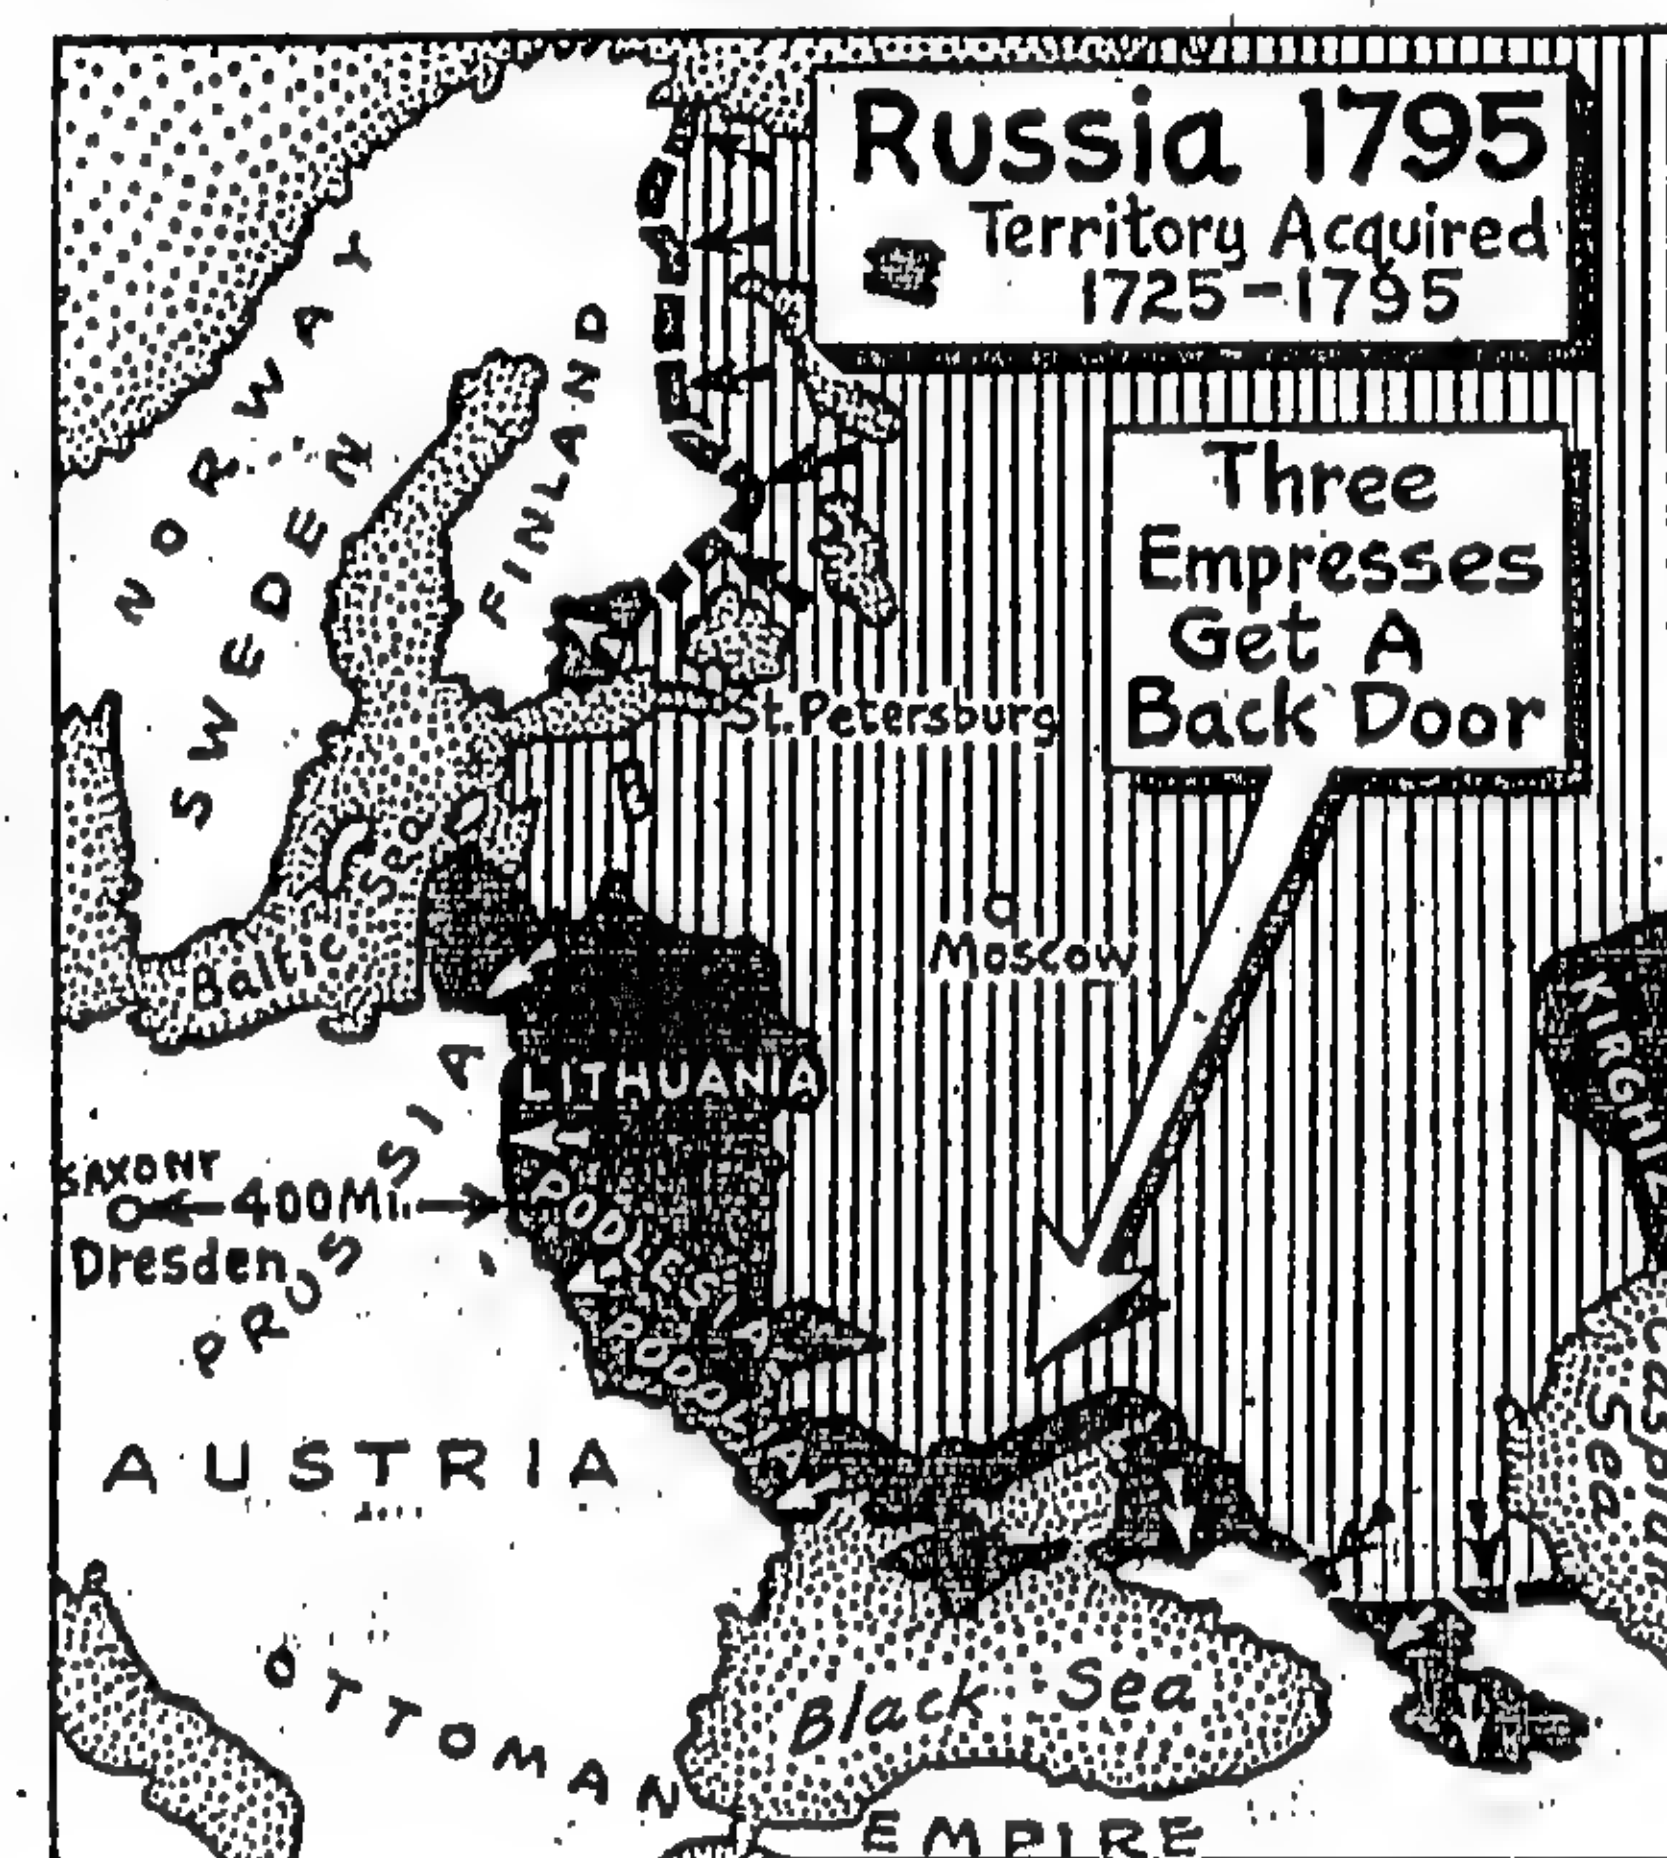 Russia 1795
Territory Acquired
1725-1795
Three
Empresses
Get A
Back Door
NORWAY
SWEDEN
FINLAND
St. Petersburg
Baltic Sea
Moscow
KIRGHIZ
LITHUANIA
PRUSSIA
SAXONY
400 Mi.
Dresden
PODLESIA
PODOLIA
AUSTRIA
Caspian
Sea
Black Sea
OTTOMAN
EMPIRE